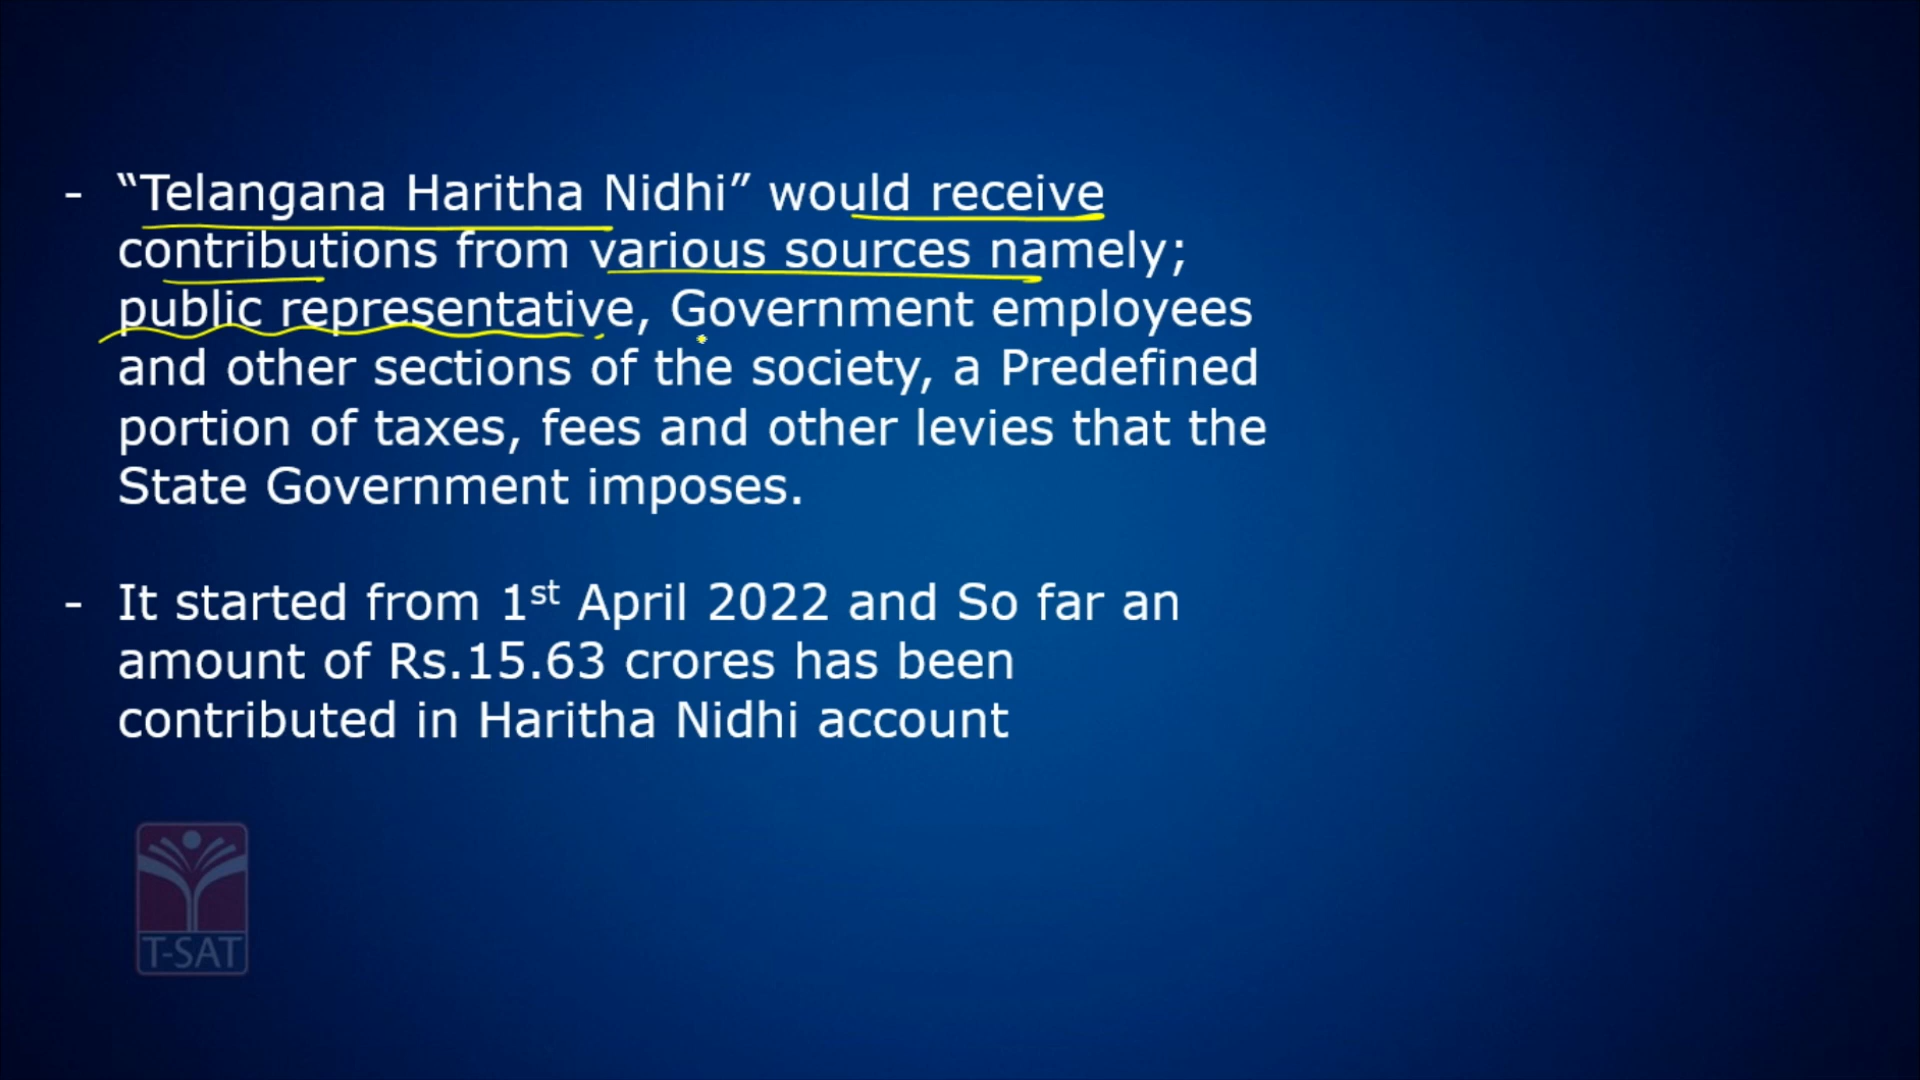 - “Telangana Haritha Nidhi” would receive
contributions from various sources namely;
public representative, Government employees
and other sections of the society, a Predefined
portion of taxes, fees and other levies that the
State Government imposes.
- It started from 1st April 2022 and So far an
amount of Rs.15.63 crores has been
contributed in Haritha Nidhi account
T-SAT